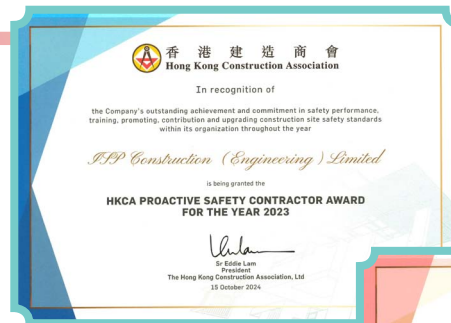 香港建造商會
Hong Kong Construction Association
In recognition of
the Company's outstanding achievement and commitment in safety performance,
training, promoting, contribution and upgrading construction site safety standards
within its organization throughout the year
ISP Construction (Engineering) Limited
is being granted the
HKCA PROACTIVE SAFETY CONTRACTOR AWARD
FOR THE YEAR 2023
Sr Eddie Lam
President
The Hong Kong Construction Association, Ltd
15 October 2024